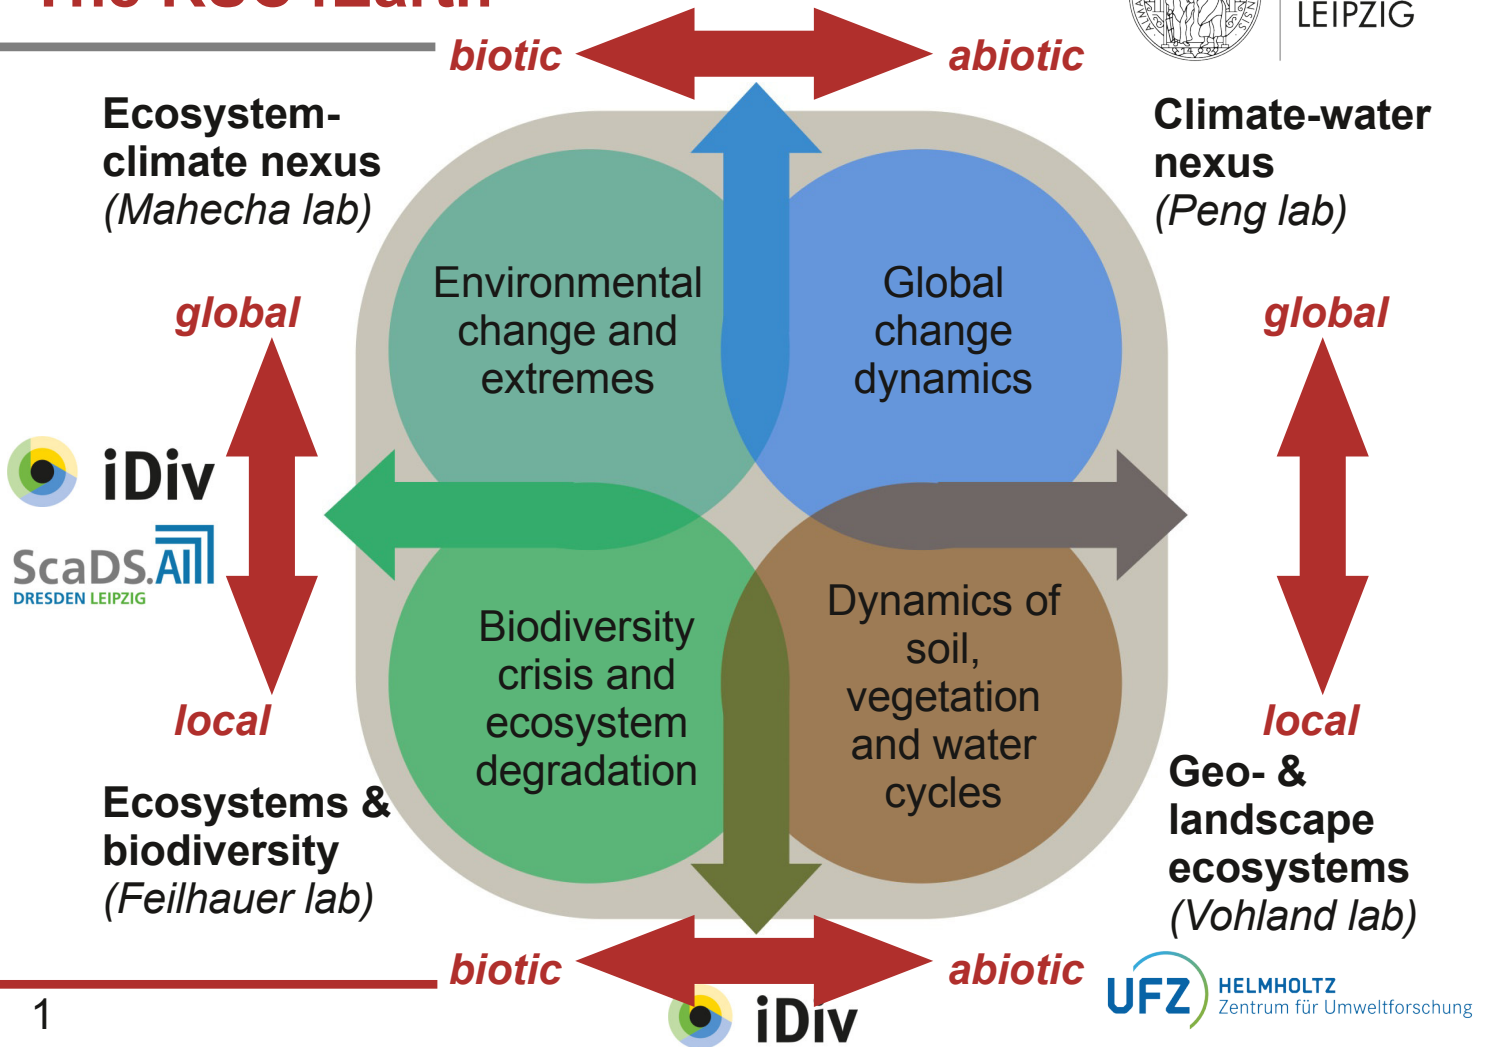 biotic
abiotic
LEIPZIG
Ecosystem-
climate nexus
(Mahecha lab)
Climate-water
nexus
(Peng lab)
Environmental
change and
extremes
Global
change
dynamics
global
global
iDiv
ScaDS.AI
DRESDEN LEIPZIG
Biodiversity
crisis and
ecosystem
degradation
Dynamics of
soil,
vegetation
and water
cycles
local
local
Ecosystems &
biodiversity
(Feilhauer lab)
Geo- &
landscape
ecosystems
(Vohland lab)
biotic
abiotic
1
iDiv
UFZ
HELMHOLTZ
Zentrum für Umweltforschung